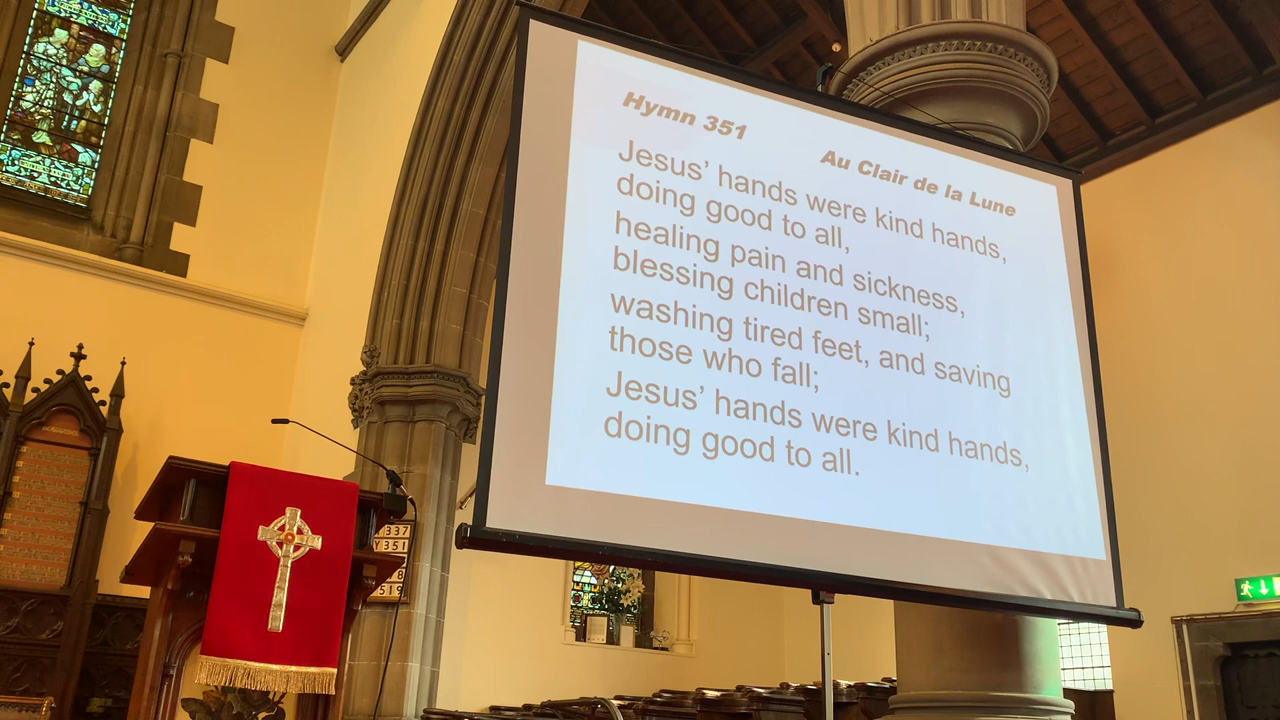 Hymn 351
Au Clair de la Lune
Jesus’ hands were kind hands,
doing good to all,
healing pain and sickness,
blessing children small;
washing tired feet, and saving
those who fall;
Jesus’ hands were kind hands,
doing good to all.
337
Y 351
8
519